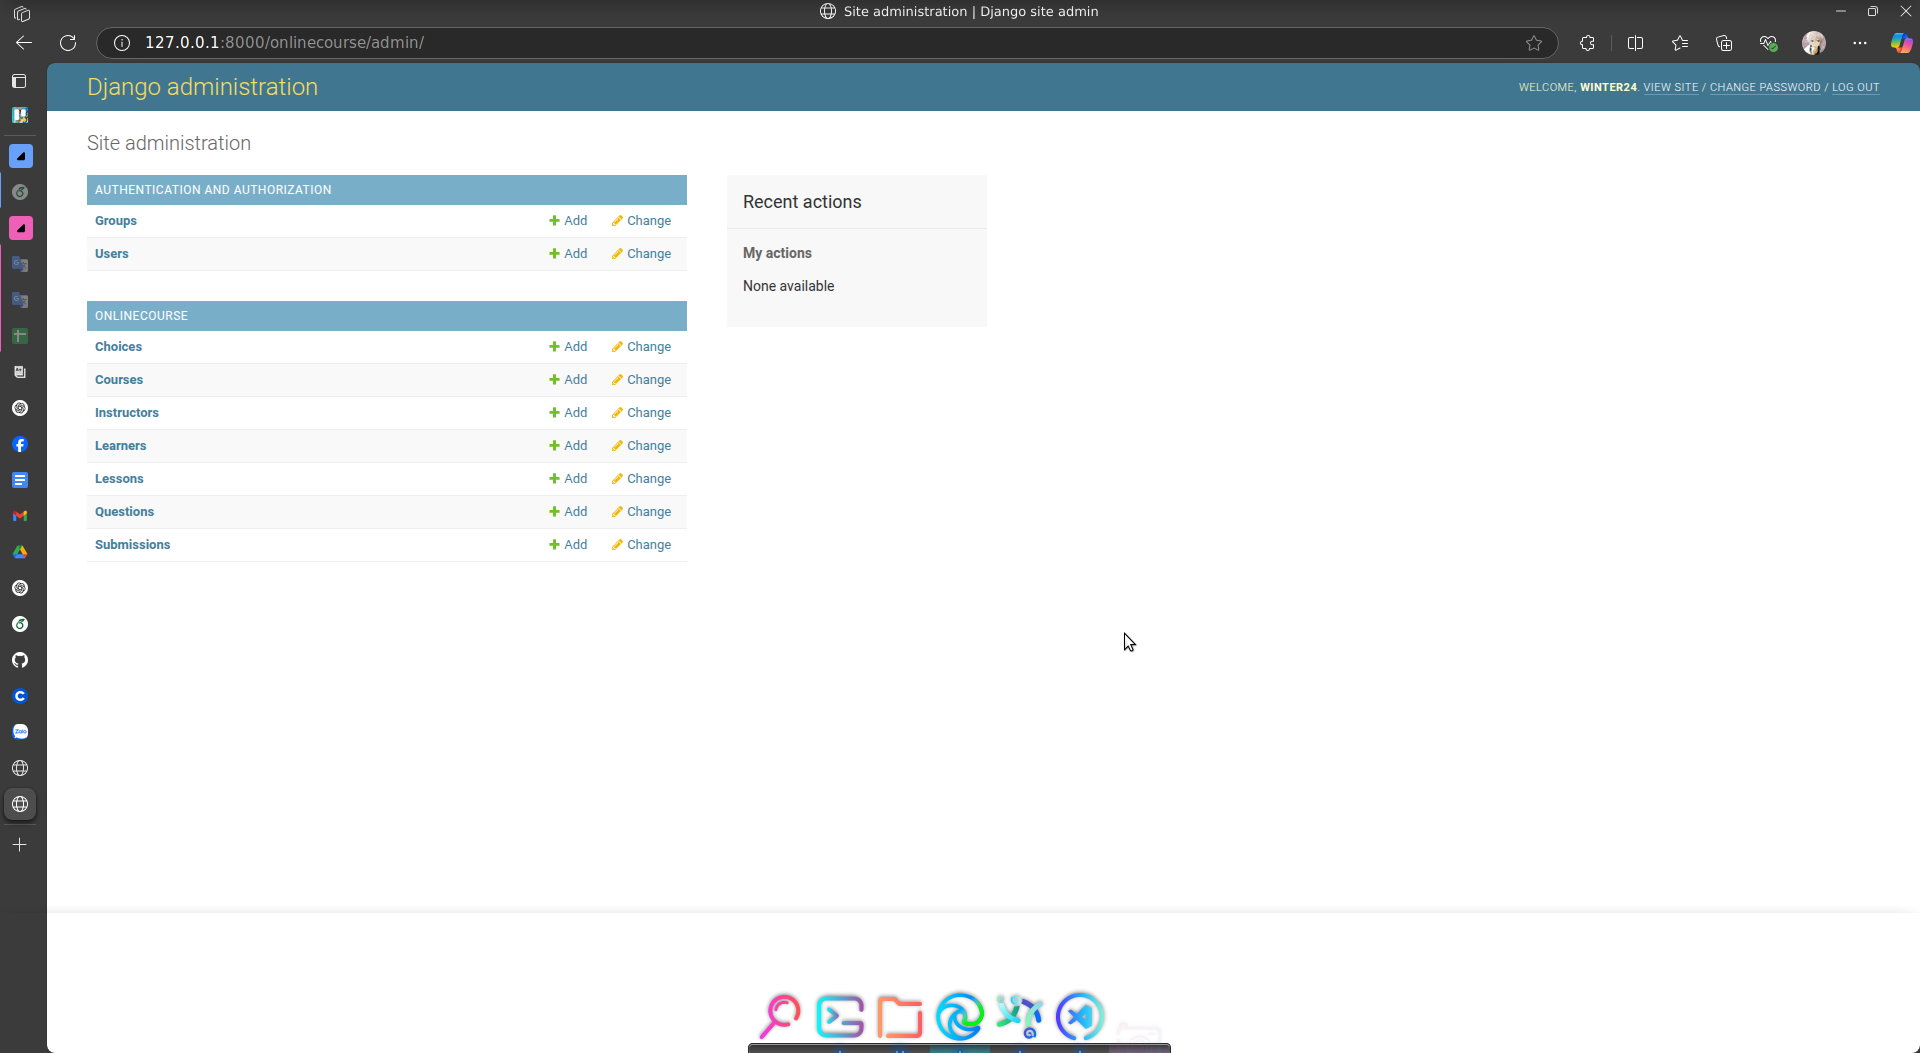 Site administration | Django site admin
127.0.0.1:8000/onlinecourse/admin/
Django administration
WELCOME, WINTER24. VIEW SITE / CHANGE PASSWORD / LOG OUT
Site administration
AUTHENTICATION AND AUTHORIZATION
Groups Add Change
Users Add Change
ONLINECOURSE
Choices Add Change
Courses Add Change
Instructors Add Change
Learners Add Change
Lessons Add Change
Questions Add Change
Submissions Add Change
Recent actions
My actions
None available
Zalo